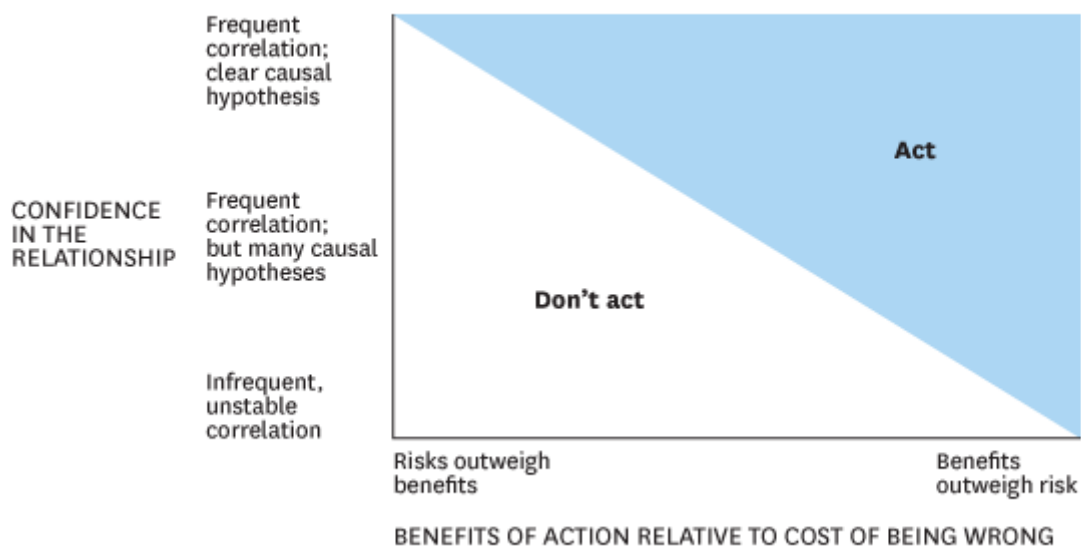 Frequent
correlation;
clear causal
hypothesis
Act
CONFIDENCE
IN THE
RELATIONSHIP
Frequent
correlation;
but many causal
hypotheses
Don't act
Infrequent,
unstable
correlation
Risks outweigh
benefits
Benefits
outweigh risk
BENEFITS OF ACTION RELATIVE TO COST OF BEING WRONG